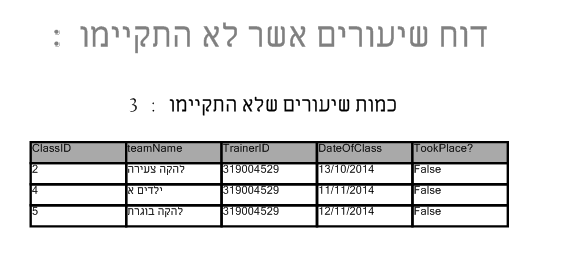 דוח שיעורים אשר לא התקיימו :
כמות שיעורים שלא התקיימו : 3
ClassID teamName TrainerID DateOfClass TookPlace?
2 להקה צעירה 319004529 13/10/2014 False
4 ילדים א 319004529 11/11/2014 False
5 להקה בוגרת 319004529 12/11/2014 False